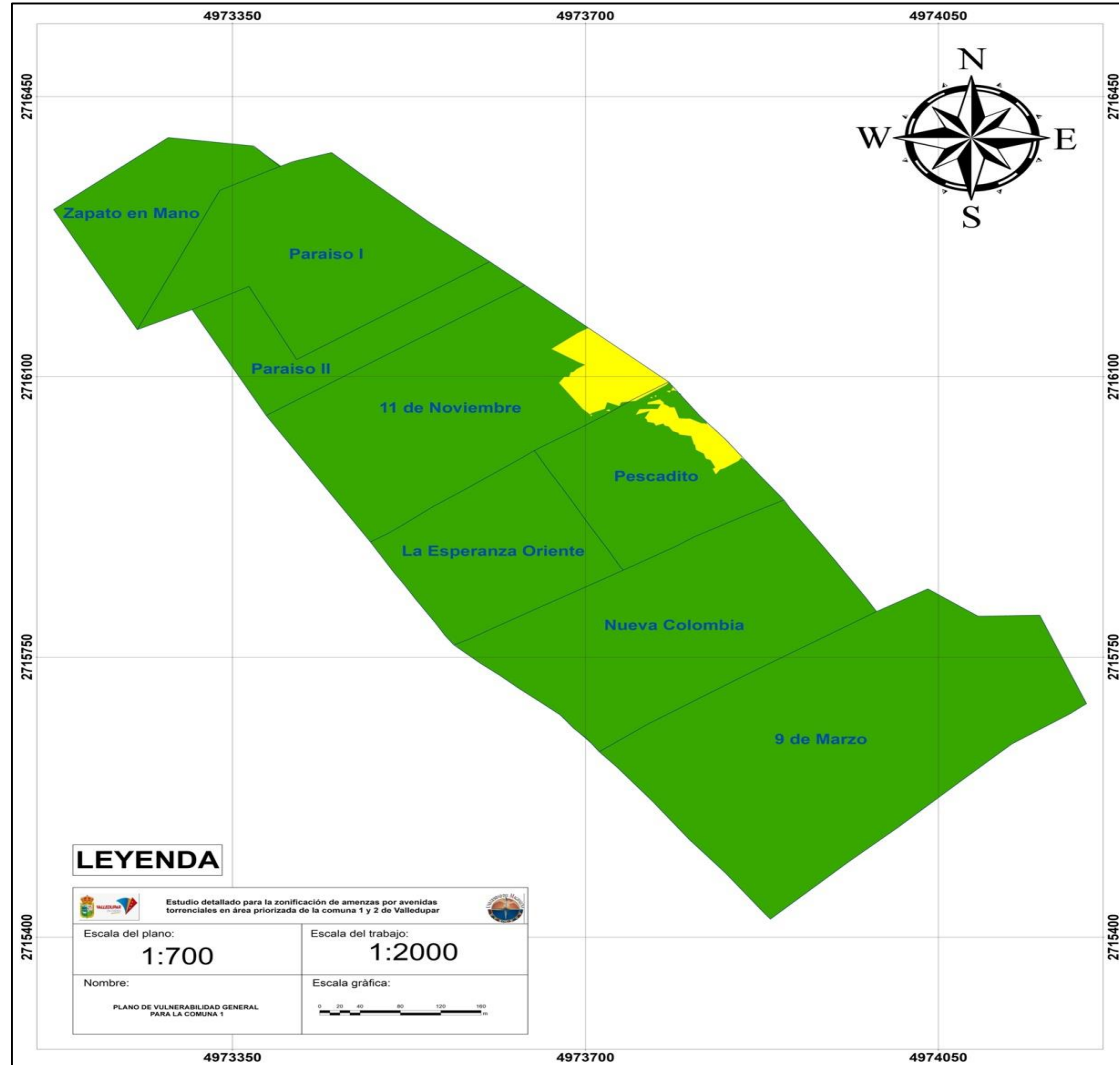 4973350 4973700 4974050
2716450 2716450
N
W E
S
Zapato en Mano
Paraiso I
2716100 2716100
Paraiso II
11 de Noviembre
Pescadito
La Esperanza Oriente
Nueva Colombia
2715750 2715750
9 de Marzo
LEYENDA
VALLEDUPAR
Estudio detallado para la zonificación de amenzas por avenidas
torrenciales en área priorizada de la comuna 1 y 2 de Valledupar
Escala del plano:
1:700
Escala del trabajo:
1:2000
2715400 2715400
Nombre:
PLANO DE VULNERABILIDAD GENERAL
PARA LA COMUNA 1
Escala gràfica:
0 20 40 80 120 160
m
4973350 4973700 4974050